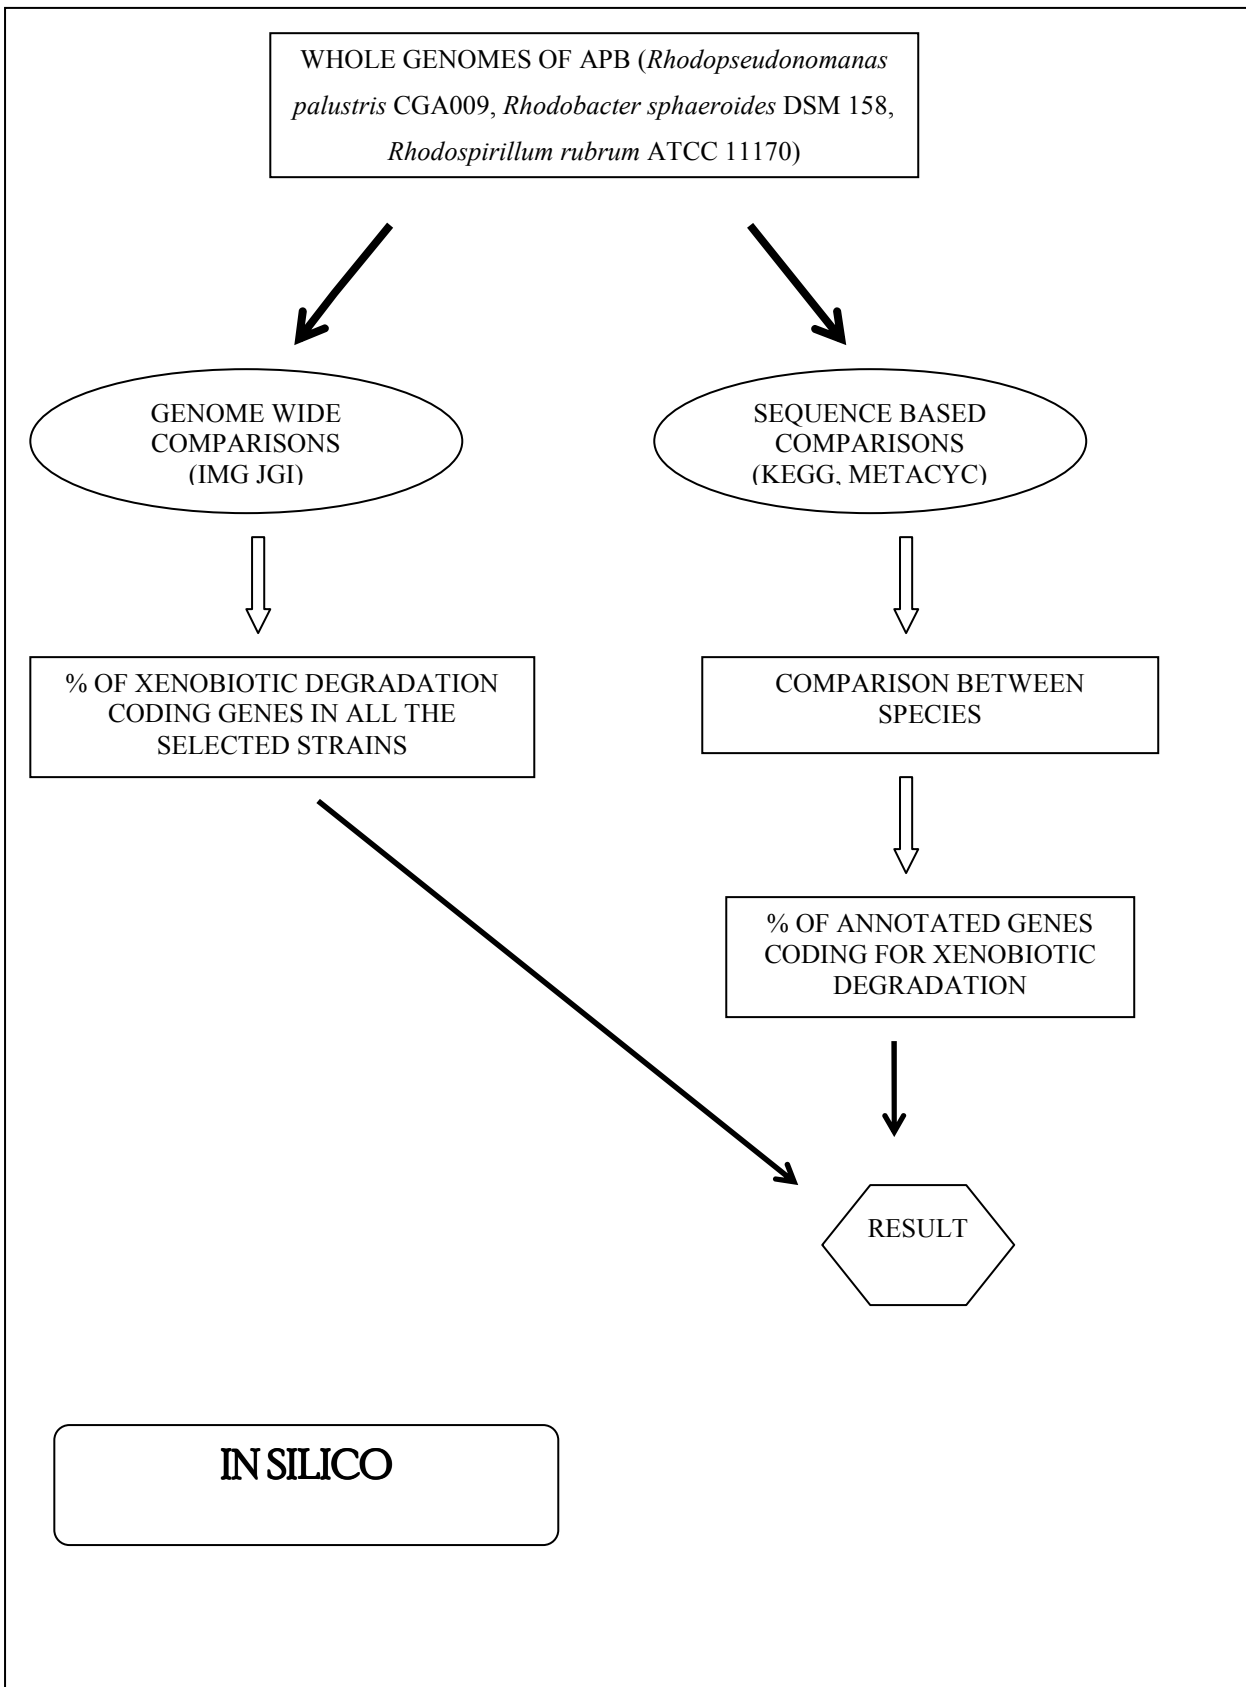 WHOLE GENOMES OF APB (Rhodopseudonomanas
palustris CGA009, Rhodobacter sphaeroides DSM 158,
Rhodospirillum rubrum ATCC 11170)
GENOME WIDE
COMPARISONS
(IMG JGI)
SEQUENCE BASED
COMPARISONS
(KEGG, METACYC)
% OF XENOBIOTIC DEGRADATION
CODING GENES IN ALL THE
SELECTED STRAINS
COMPARISON BETWEEN
SPECIES
% OF ANNOTATED GENES
CODING FOR XENOBIOTIC
DEGRADATION
RESULT
IN SILICO